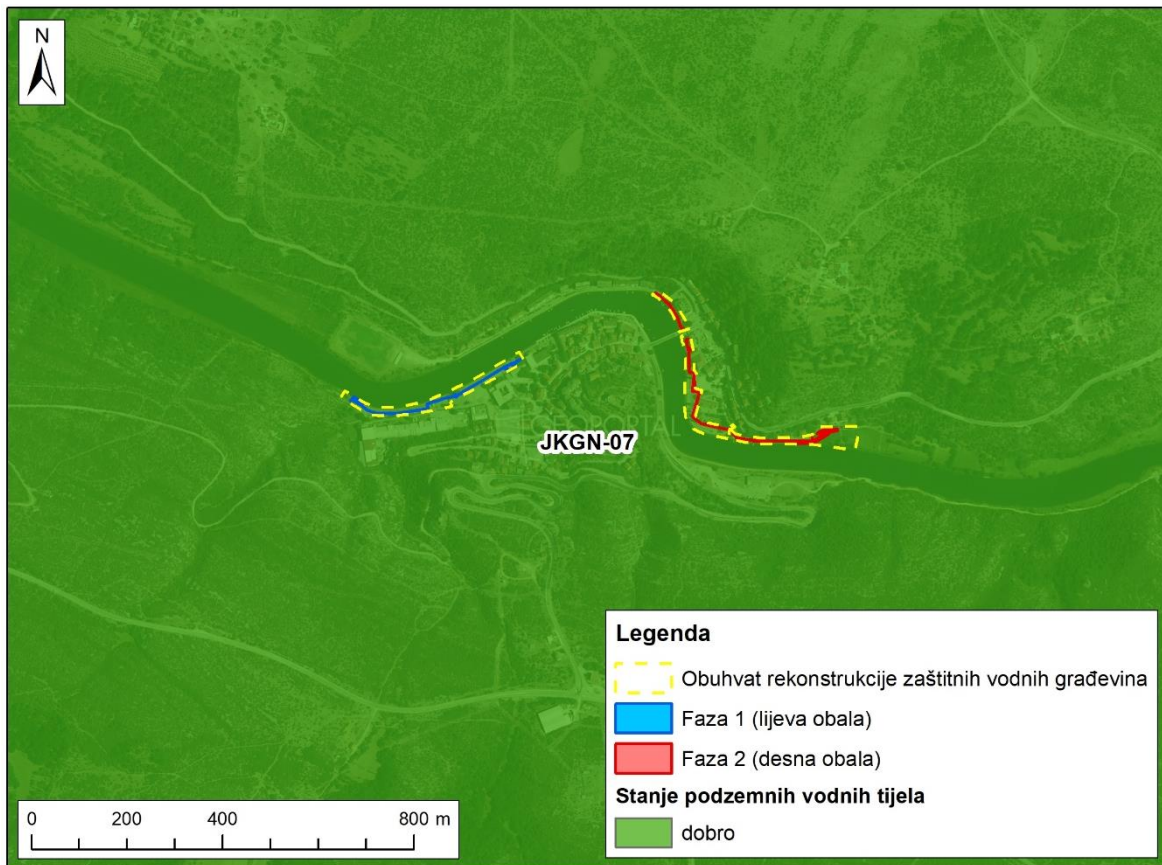 N
JKGN-07
Legenda
Obuhvat rekonstrukcije zaštitnih vodnih građevina
Faza 1 (lijeva obala)
Faza 2 (desna obala)
Stanje podzemnih vodnih tijela
dobro
0 200 400 800 m